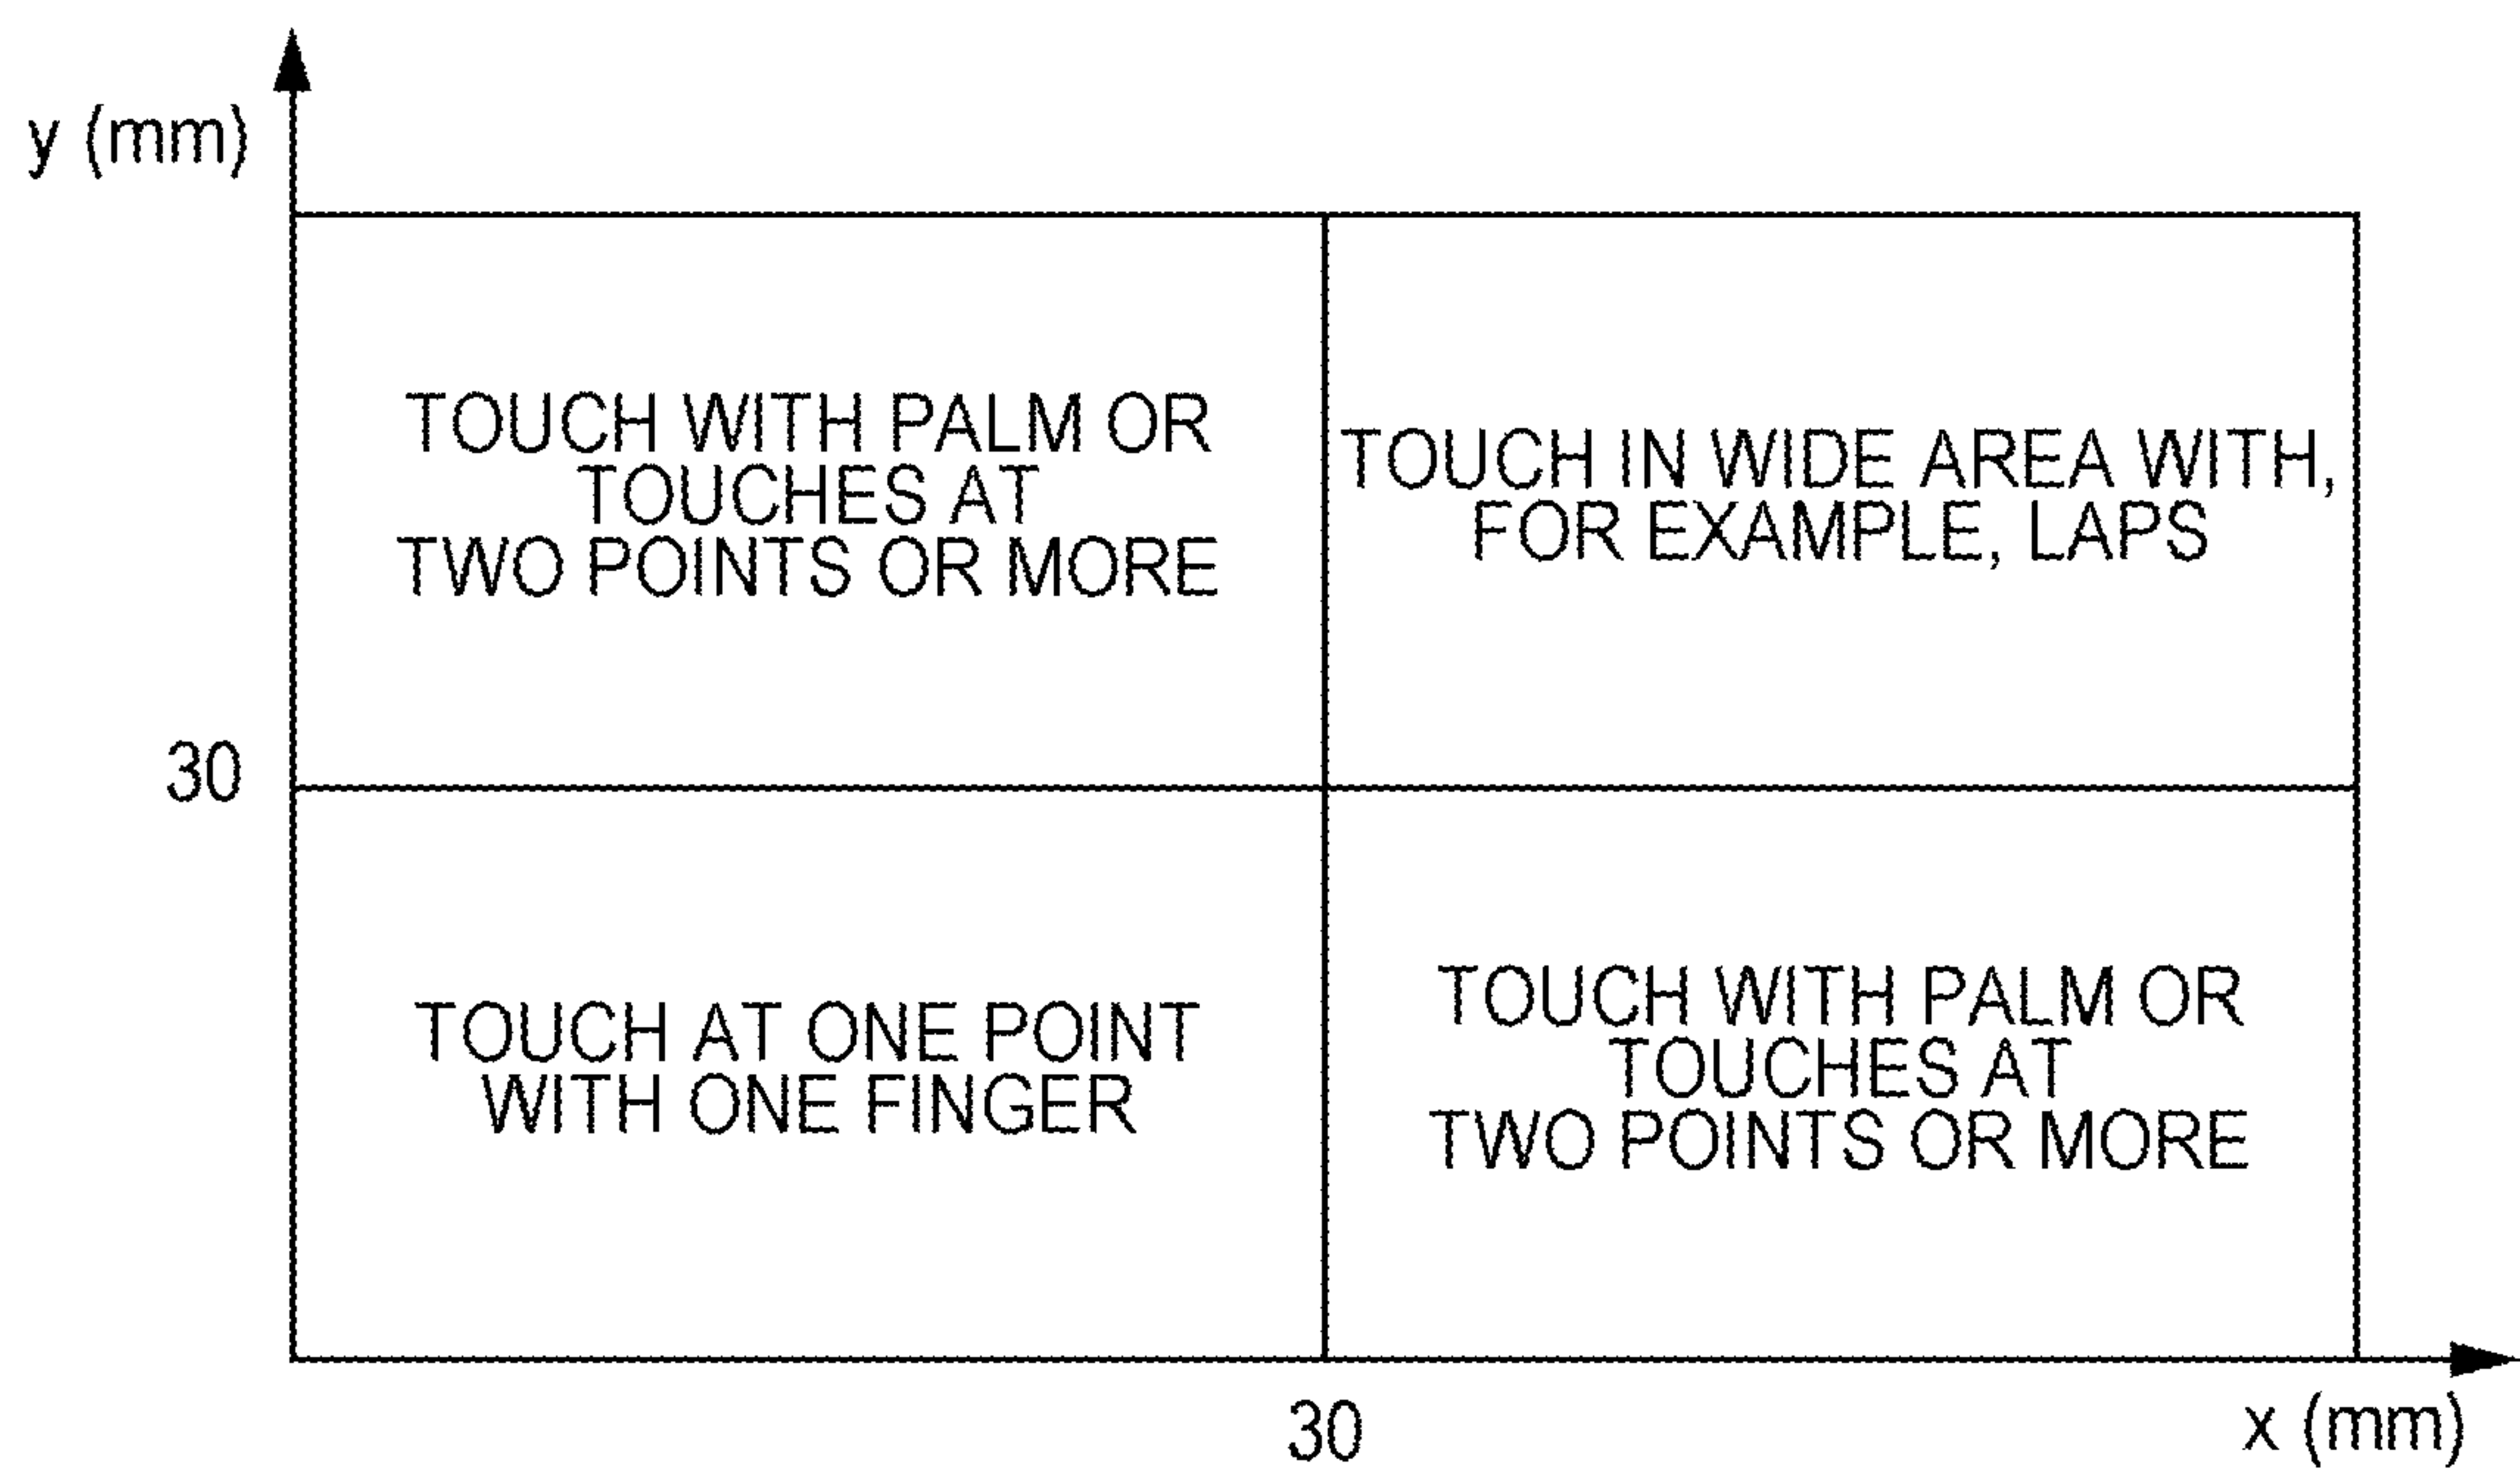 y (mm)
TOUCH WITH PALM OR
TOUCHES AT
TWO POINTS OR MORE
TOUCH IN WIDE AREA WITH,
FOR EXAMPLE, LAPS
30
TOUCH AT ONE POINT
WITH ONE FINGER
TOUCH WITH PALM OR
TOUCHES AT
TWO POINTS OR MORE
30
x (mm)